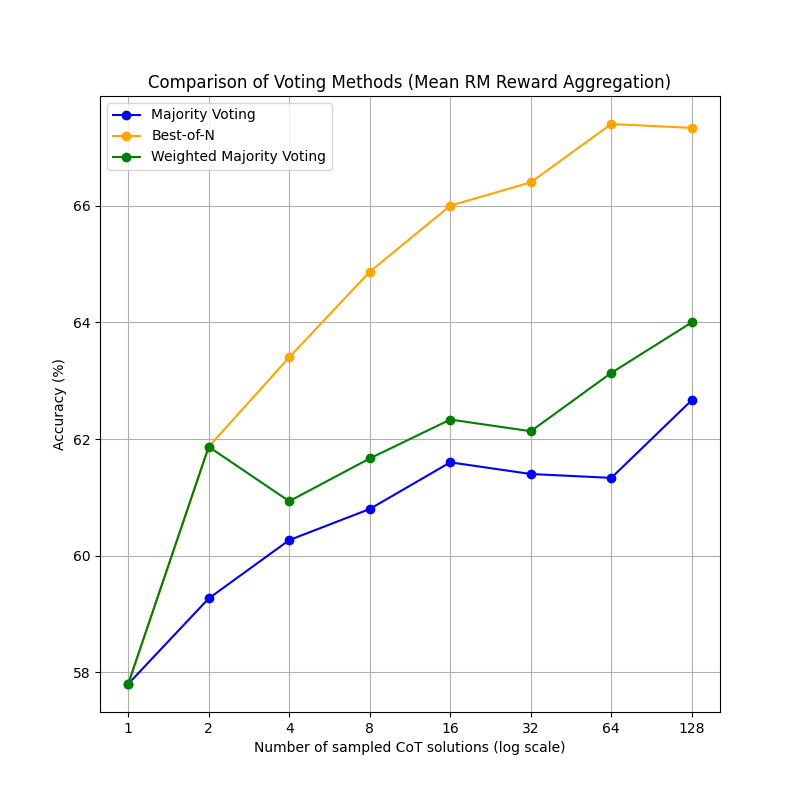 Comparison of Voting Methods (Mean RM Reward Aggregation)
Majority Voting
Best-of-N
Weighted Majority Voting
Accuracy (%)
66
64
62
60
58
1 2 4 8 16 32 64 128
Number of sampled CoT solutions (log scale)